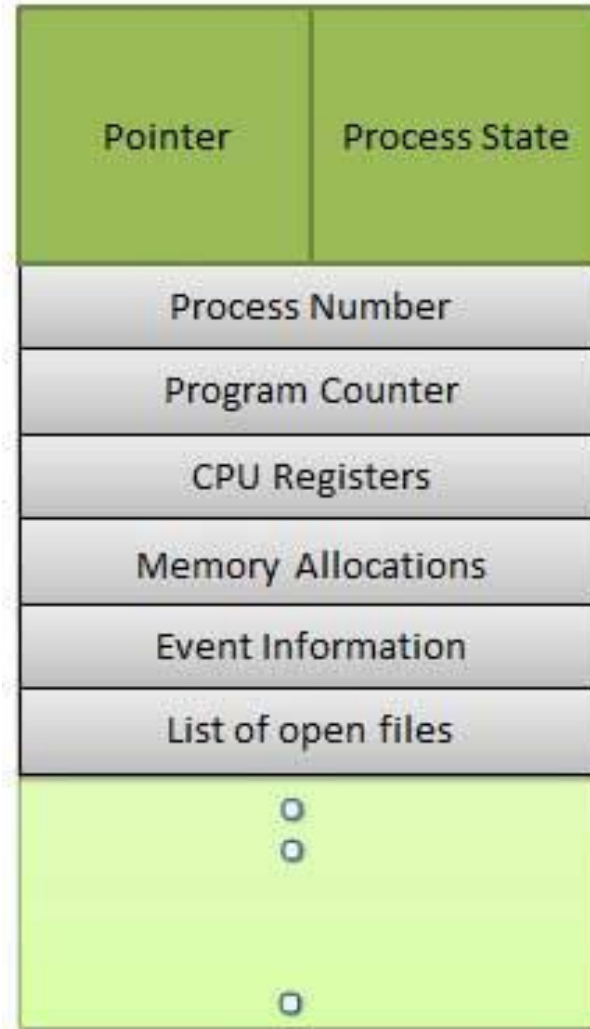 Pointer
Process State
Process Number
Program Counter
CPU Registers
Memory Allocations
Event Information
List of open files